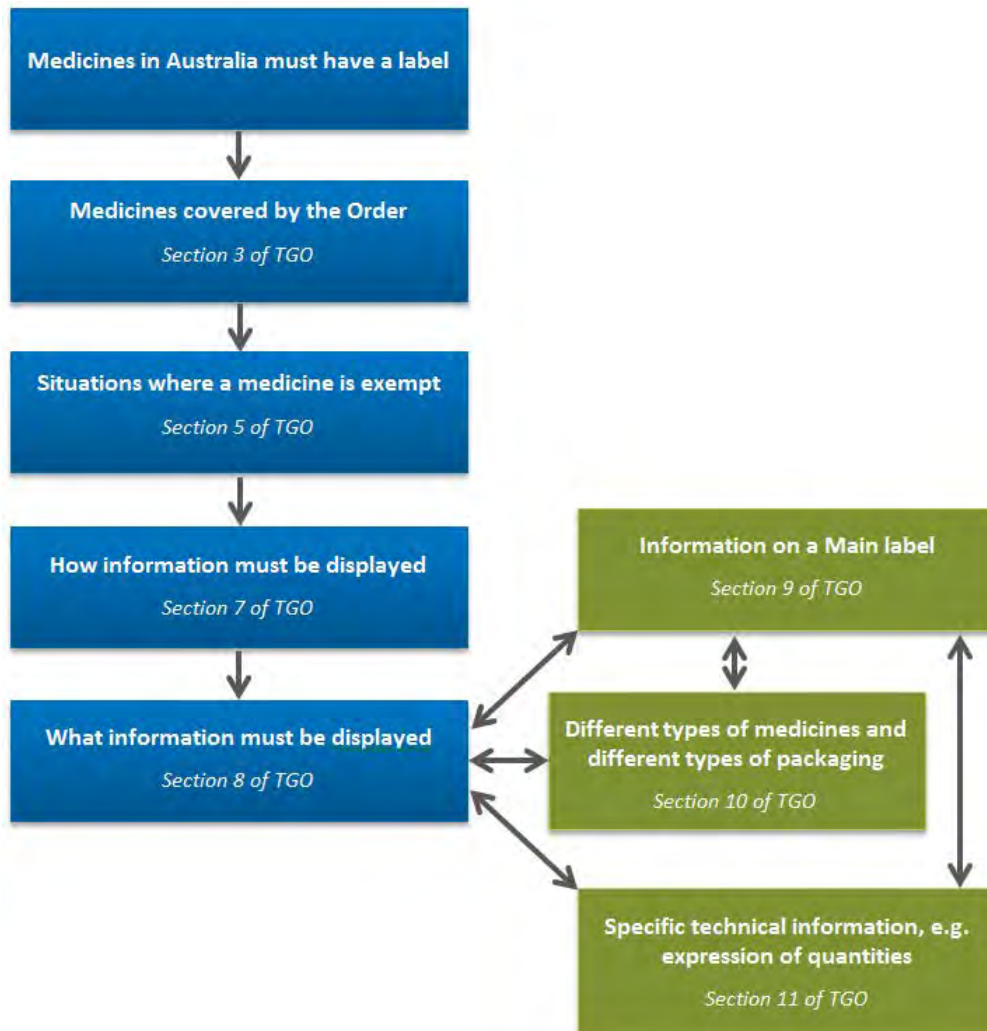 Medicines in Australia must have a label
Medicines covered by the Order
Section 3 of TGO
Situations where a medicine is exempt
Section 5 of TGO
How information must be displayed
Section 7 of TGO
What information must be displayed
Section 8 of TGO
Information on a Main label
Section 9 of TGO
Different types of medicines and
different types of packaging
Section 10 of TGO
Specific technical information, e.g.
expression of quantities
Section 11 of TGO